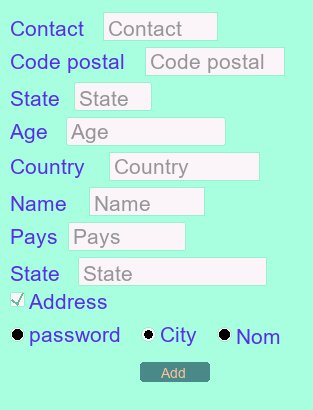 Contact Contact
Code postal Code postal
State State
Age Age
Country Country
Name Name
Pays Pays
State State
Address
password City Nom
Add